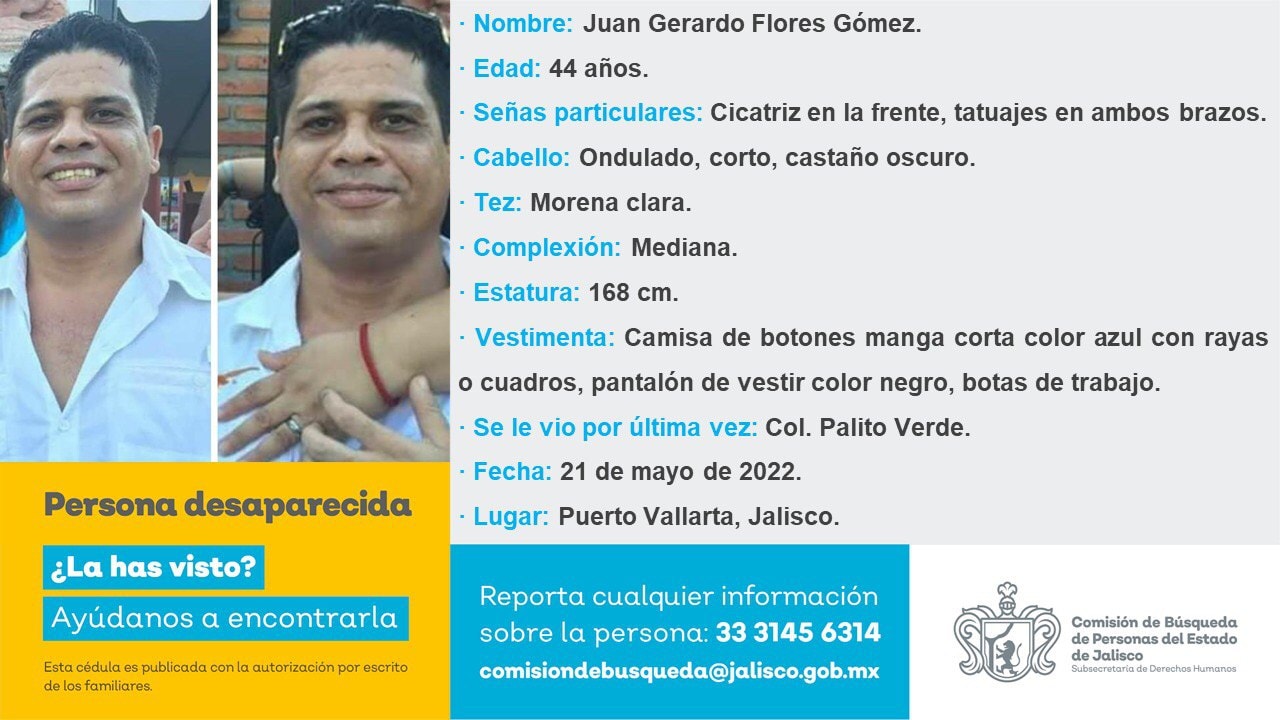 · Nombre: Juan Gerardo Flores Gómez.
· Edad: 44 años.
· Señas particulares: Cicatriz en la frente, tatuajes en ambos brazos.
· Cabello: Ondulado, corto, castaño oscuro.
· Tez: Morena clara.
· Complexión: Mediana.
· Estatura: 168 cm.
· Vestimenta: Camisa de botones manga corta color azul con rayas
o cuadros, pantalón de vestir color negro, botas de trabajo.
· Se le vio por última vez: Col. Palito Verde.
· Fecha: 21 de mayo de 2022.
· Lugar: Puerto Vallarta, Jalisco.
Persona desaparecida
¿La has visto?
Ayúdanos a encontrarla
Esta cédula es publicada con la autorización por escrito
de los familiares.
Reporta cualquier información
sobre la persona: 33 3145 6314
comisiondebusqueda@jalisco.gob.mx
Comisión de Búsqueda
de Personas del Estado
de Jalisco
Subsecretaría de Derechos Humanos